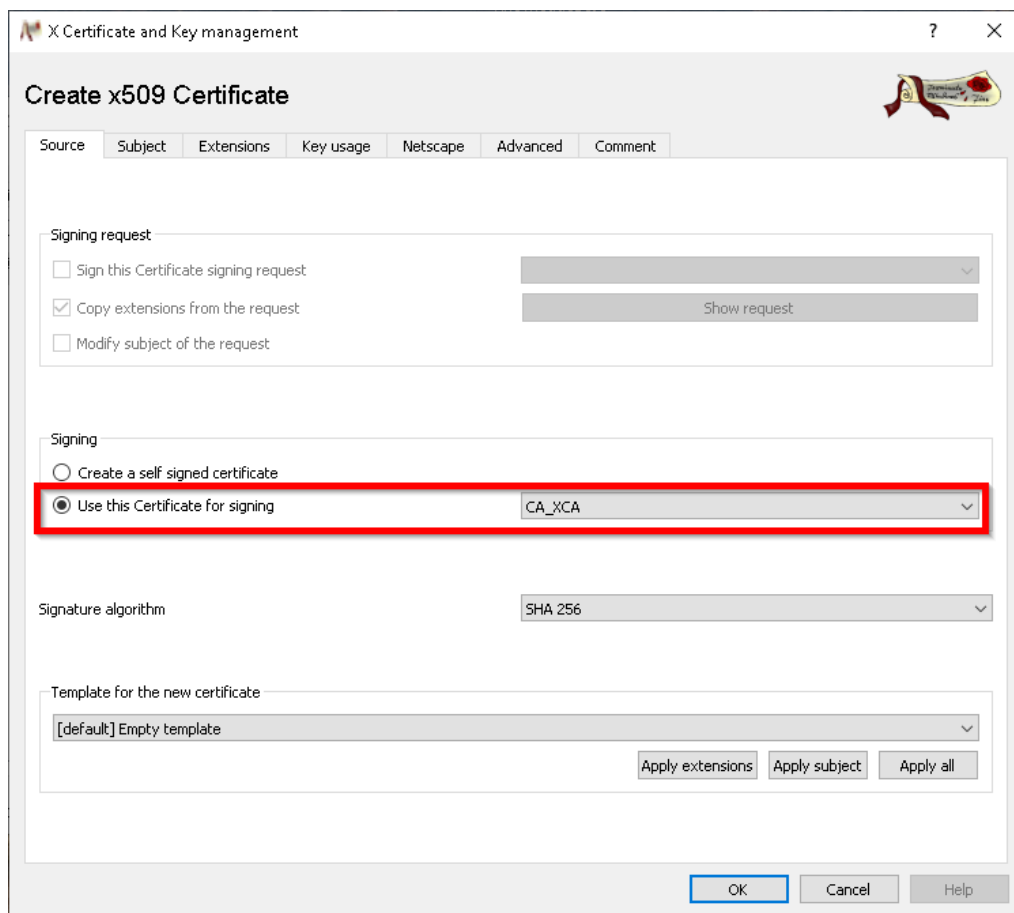 X Certificate and Key management ?
Create x509 Certificate
Source Subject Extensions Key usage Netscape Advanced Comment
Signing request
Sign this Certificate signing request
Copy extensions from the request Show request
Modify subject of the request
Signing
Create a self signed certificate
Use this Certificate for signing CA_XCA
Signature algorithm SHA 256
Template for the new certificate
[default] Empty template
Apply extensions Apply subject Apply all
OK Cancel Help